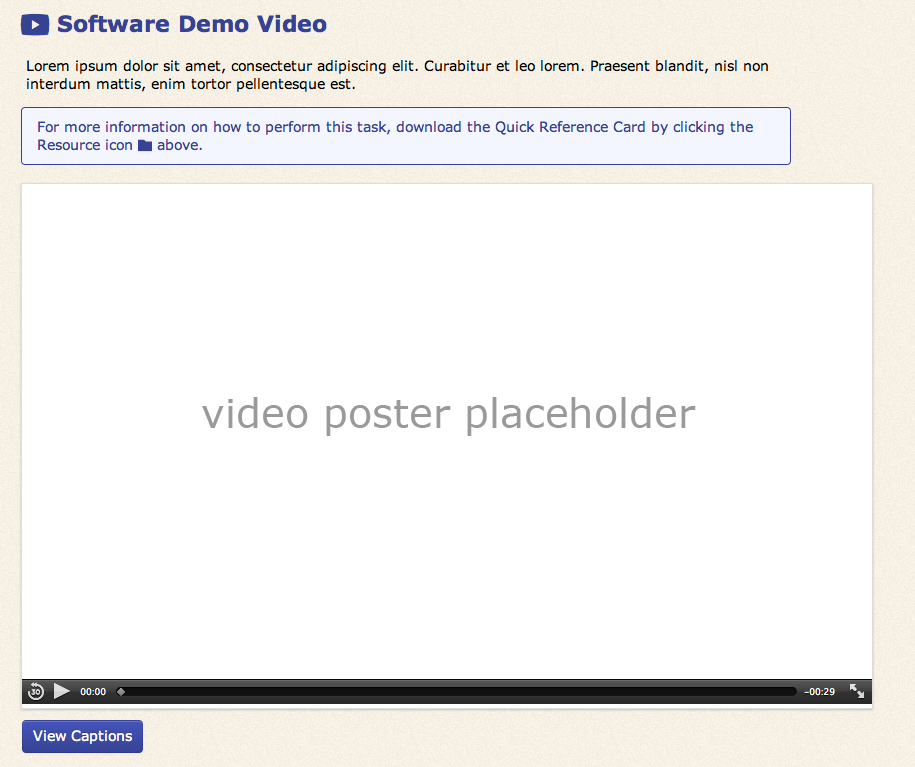 Software Demo Video
Lorem ipsum dolor sit amet, consectetur adipiscing elit. Curabitur et leo lorem. Praesent blandit, nisl non
interdum mattis, enim tortor pellentesque est.
For more information on how to perform this task, download the Quick Reference Card by clicking the
Resource icon above.
video poster placeholder
30 00:00 -00:29
View Captions